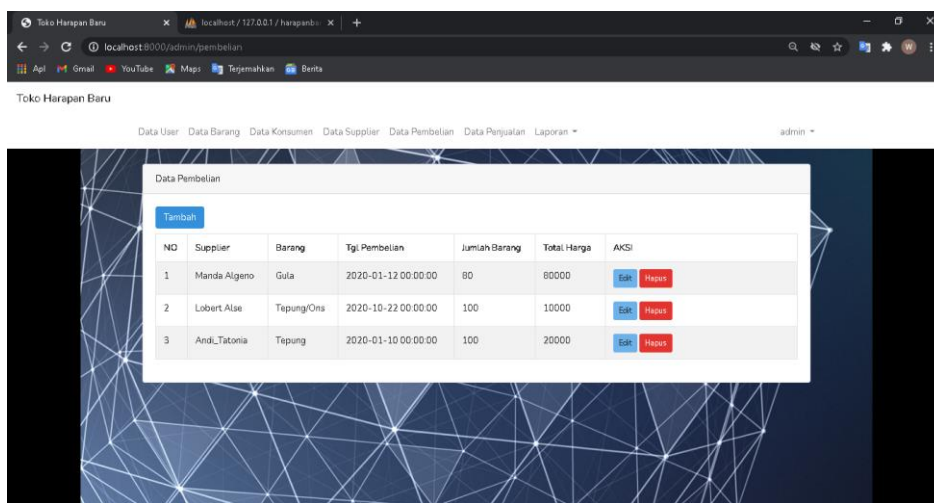 Toko Harapan Baru
localhost / 127.0.0.1 / harapanba
localhost:8000/admin/pembelian
Apl Gmail YouTube Maps Terjemahkan Berita
W
Toko Harapan Baru
Data User Data Barang Data Konsumen Data Supplier Data Pembelian Data Penjualan Laporan admin
Data Pembelian
Tambah
NO Supplier Barang Tgl Pembelian Jumlah Barang Total Harga AKSI
1 Manda Algeno Gula 2020-01-12 00:00:00 80 80000 Edit Hapus
2 Lobert Alse Tepung/Ons 2020-10-22 00:00:00 100 10000 Edit Hapus
3 Andi_Tatonia Tepung 2020-01-10 00:00:00 100 20000 Edit Hapus